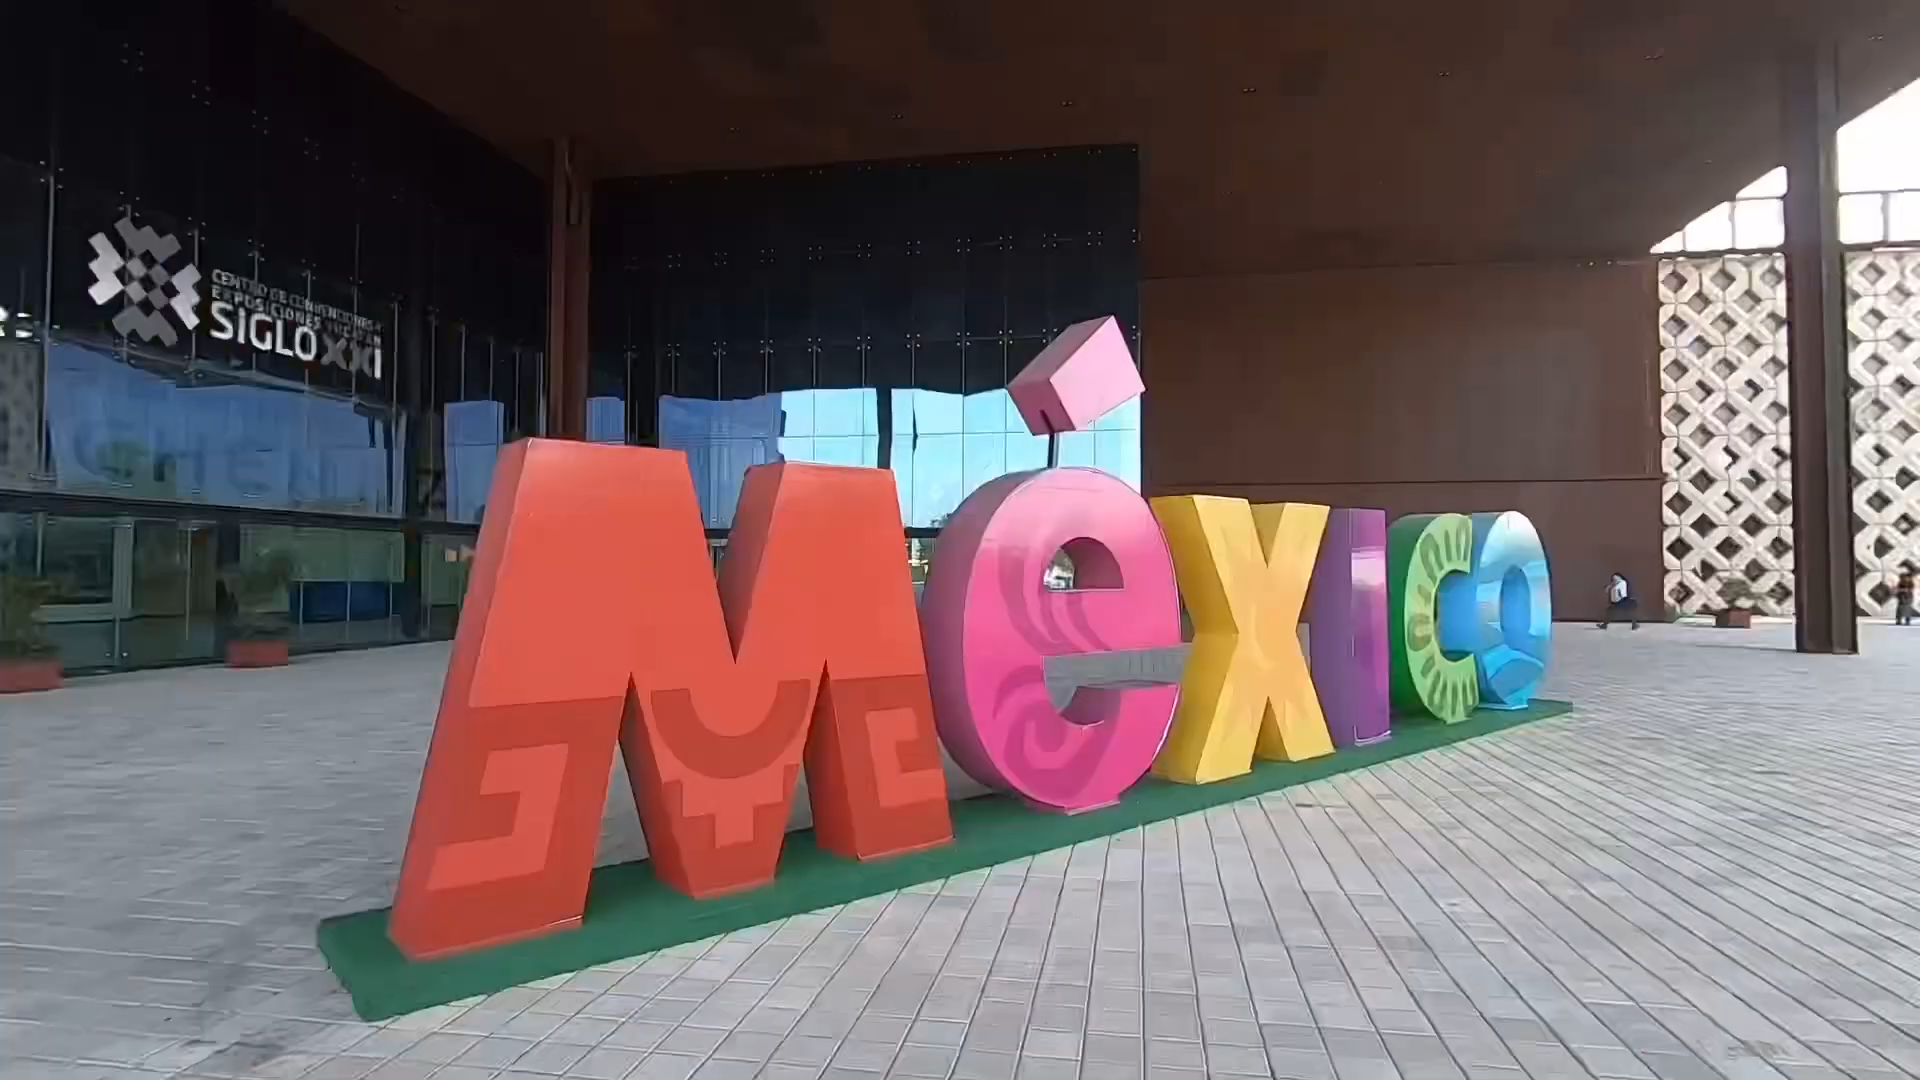 CENTRO DE CONVENCIONES Y
EXPOSICIONES YUCATÁN
SiGLO XXi
México